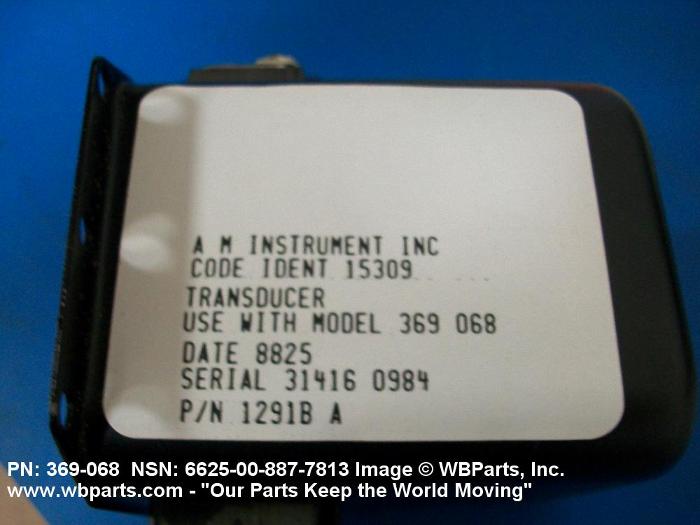 A M INSTRUMENT INC
CODE IDENT 15309
TRANSDUCER
USE WITH MODEL 369 068
DATE 8825
SERIAL 31416 0984
P/N 1291B A
PN: 369-068 NSN: 6625-00-887-7813 Image © WBParts, Inc.
www.wbparts.com - "Our Parts Keep the World Moving"